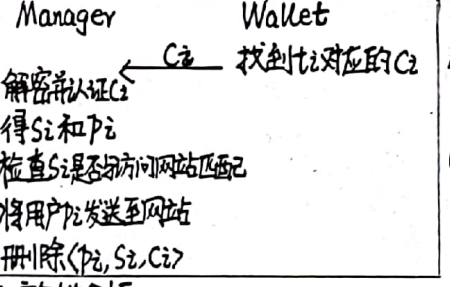 Manager Wallet
Ci 找到ti对应的Ci
解密并认证Ci
得Si和Pi
检查Si是否与访问网站匹配
将用户Pi发送至网站
删除<Pi,Si,Ci>